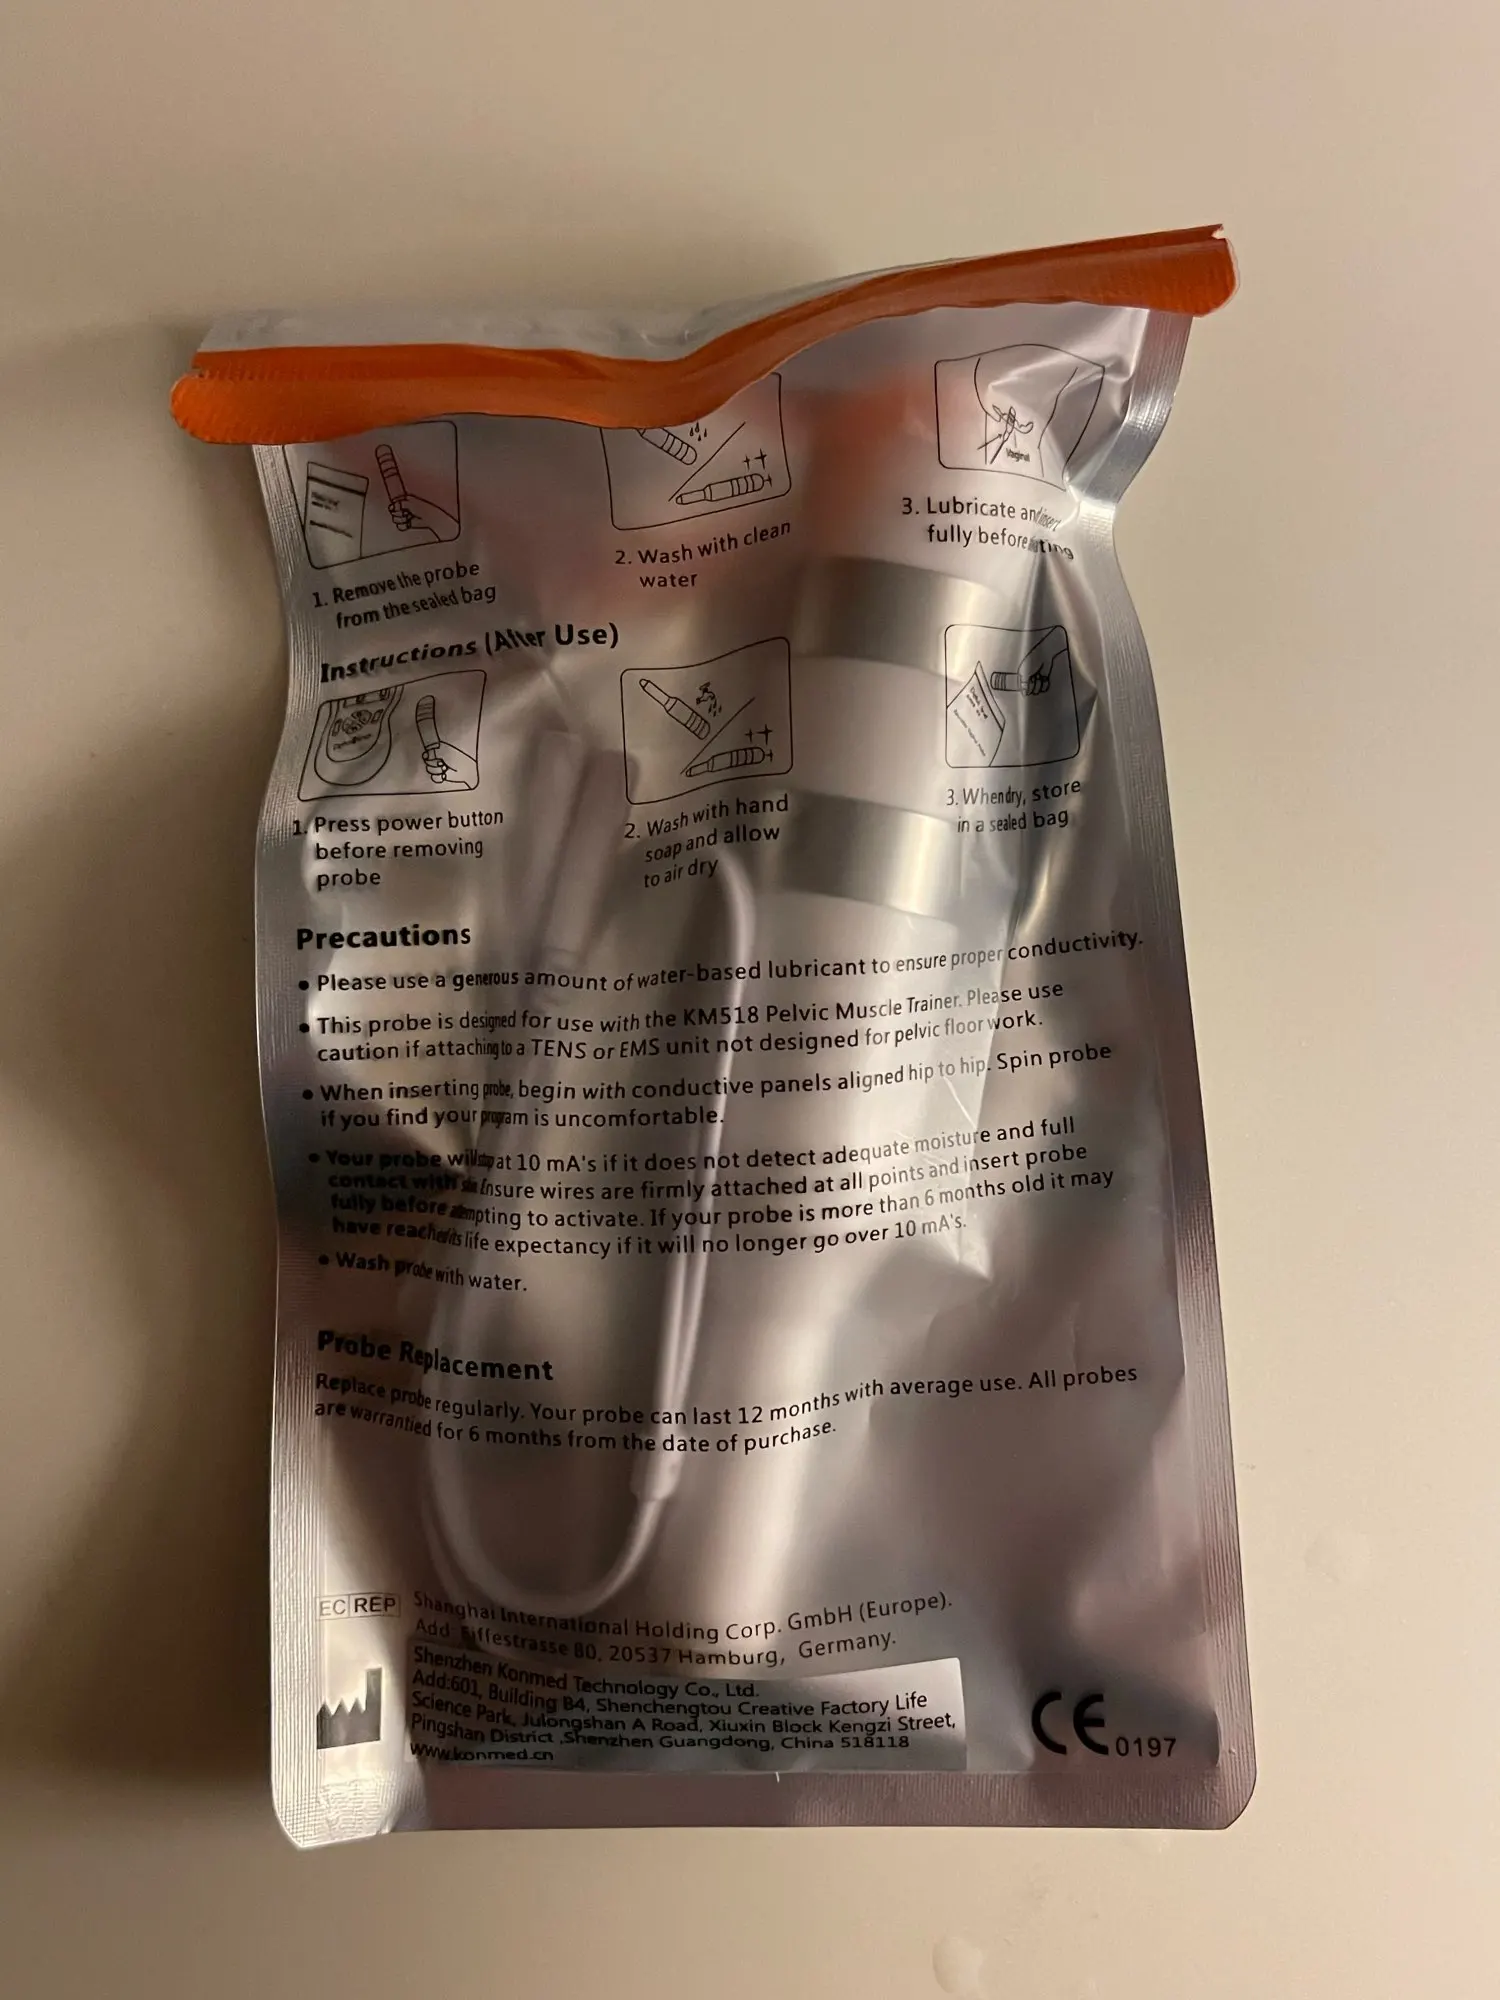 Vaginal
1. Remove the probe
from the sealed bag
2. Wash with clean
water
3. Lubricate and insert
fully before
Instructions (After Use)
1. Press power button
before removing
probe
2. Wash with hand
soap and allow
to air dry
3. When dry, store
in a sealed bag
Precautions
• Please use a generous amount of water-based lubricant to ensure proper conductivity.
• This probe is designed for use with the KM518 Pelvic Muscle Trainer. Please use
caution if attaching to a TENS or EMS unit not designed for pelvic floor work.
• When inserting probe, begin with conductive panels aligned hip to hip. Spin probe
if you find your program is uncomfortable.
• Your probe will stop at 10 mA's if it does not detect adequate moisture and full
contact with skin. Ensure wires are firmly attached at all points and insert probe
fully before attempting to activate. If your probe is more than 6 months old it may
have reached its life expectancy if it will no longer go over 10 mA's.
• Wash probe with water.
Probe Replacement
Replace probe regularly. Your probe can last 12 months with average use. All probes
are warrantied for 6 months from the date of purchase.
EC REP
Shanghai International Holding Corp. GmbH (Europe).
Add: Eiffestrasse 80, 20537 Hamburg, Germany.
Shenzhen Konmed Technology Co., Ltd.
Add:601, Building B4, Shenchengtou Creative Factory Life
Science Park, Julongshan A Road, Xiuxin Block Kengzi Street,
Pingshan District ,Shenzhen Guangdong, China 518118
www.konmed.cn
CE 0197